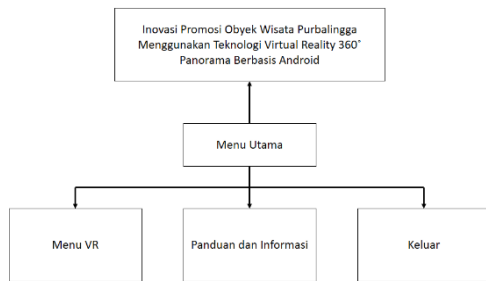 Inovasi Promosi Obyek Wisata Purbalingga
Menggunakan Teknologi Virtual Reality 360˚
Panorama Berbasis Android
Menu Utama
Menu VR
Panduan dan Informasi
Keluar